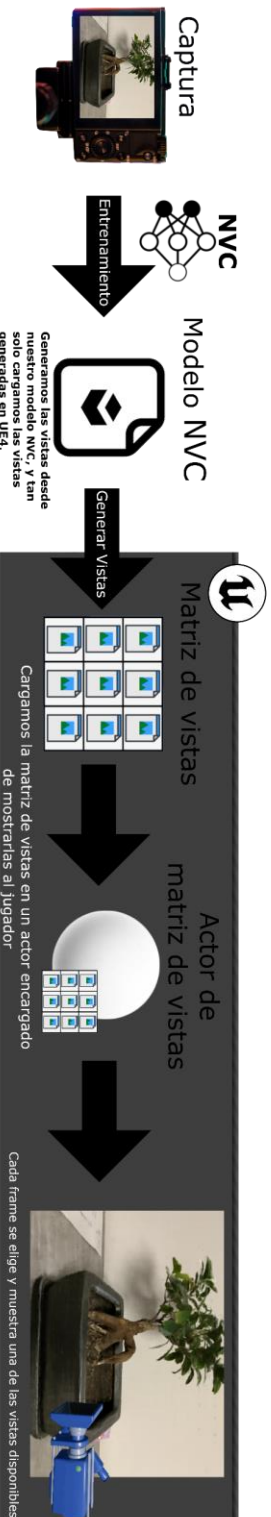 Captura
NVC
Entrenamiento
Modelo NVC
Generamos las vistas desde
nuestro modelo NVC, y tan
solo cargamos las vistas
generadas en UE4.
Generar Vistas
Matriz de vistas
Cargamos la matriz de vistas en un actor encargado
de mostrarlas al jugador
Actor de
matriz de vistas
Cada frame se elige y muestra una de las vistas disponibles